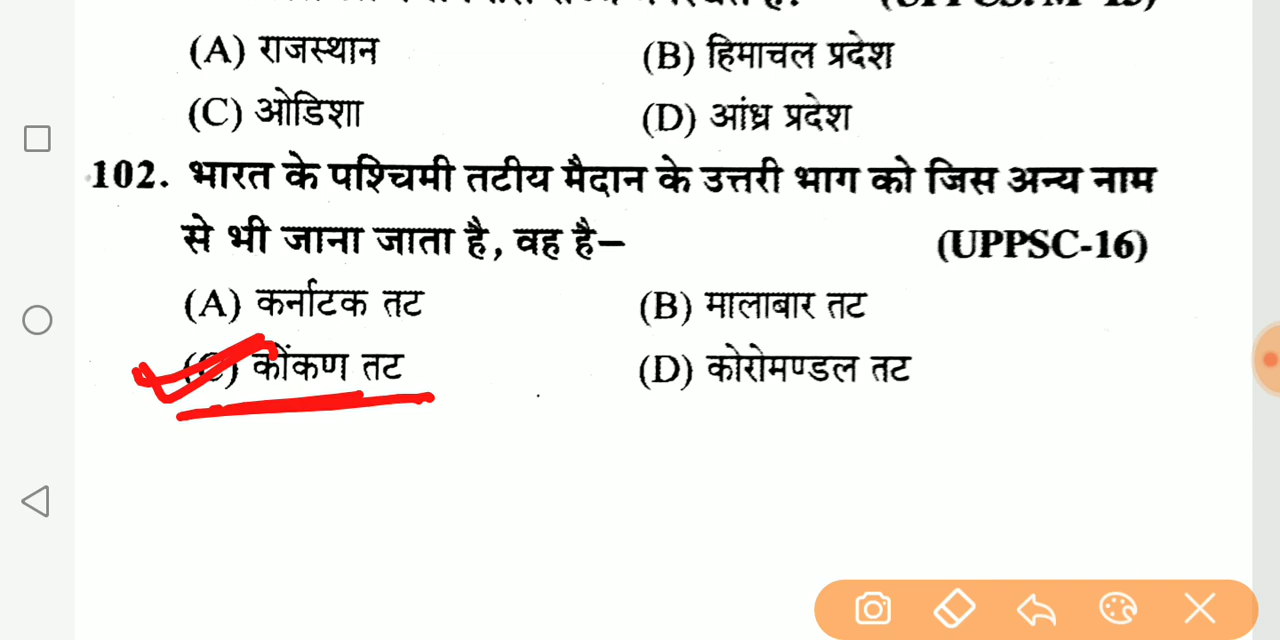 (A) राजस्थान (B) हिमाचल प्रदेश
(C) ओडिशा (D) आंध्र प्रदेश
102. भारत के पश्चिमी तटीय मैदान के उत्तरी भाग को जिस अन्य नाम
से भी जाना जाता है, वह है– (UPPSC-16)
(A) कर्नाटक तट (B) मालाबार तट
(C) कोंकण तट (D) कोरोमण्डल तट